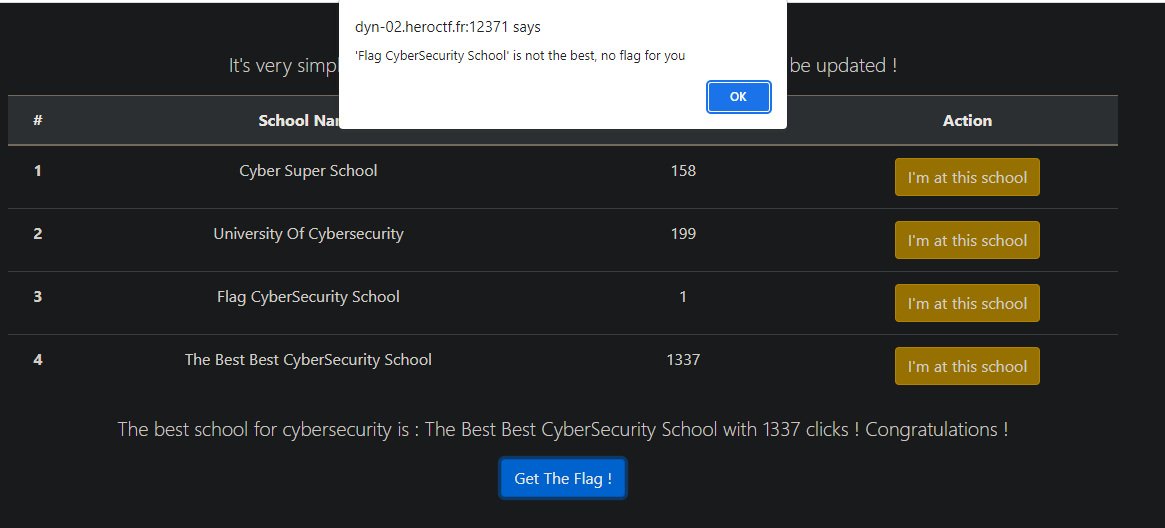 dyn-02.heroctf.fr:12371 says
'Flag CyberSecurity School' is not the best, no flag for you
OK
It's very simpl be updated !
# School Nar Action
1 Cyber Super School 158 I'm at this school
2 University Of Cybersecurity 199 I'm at this school
3 Flag CyberSecurity School 1 I'm at this school
4 The Best Best CyberSecurity School 1337 I'm at this school
The best school for cybersecurity is : The Best Best CyberSecurity School with 1337 clicks ! Congratulations !
Get The Flag !